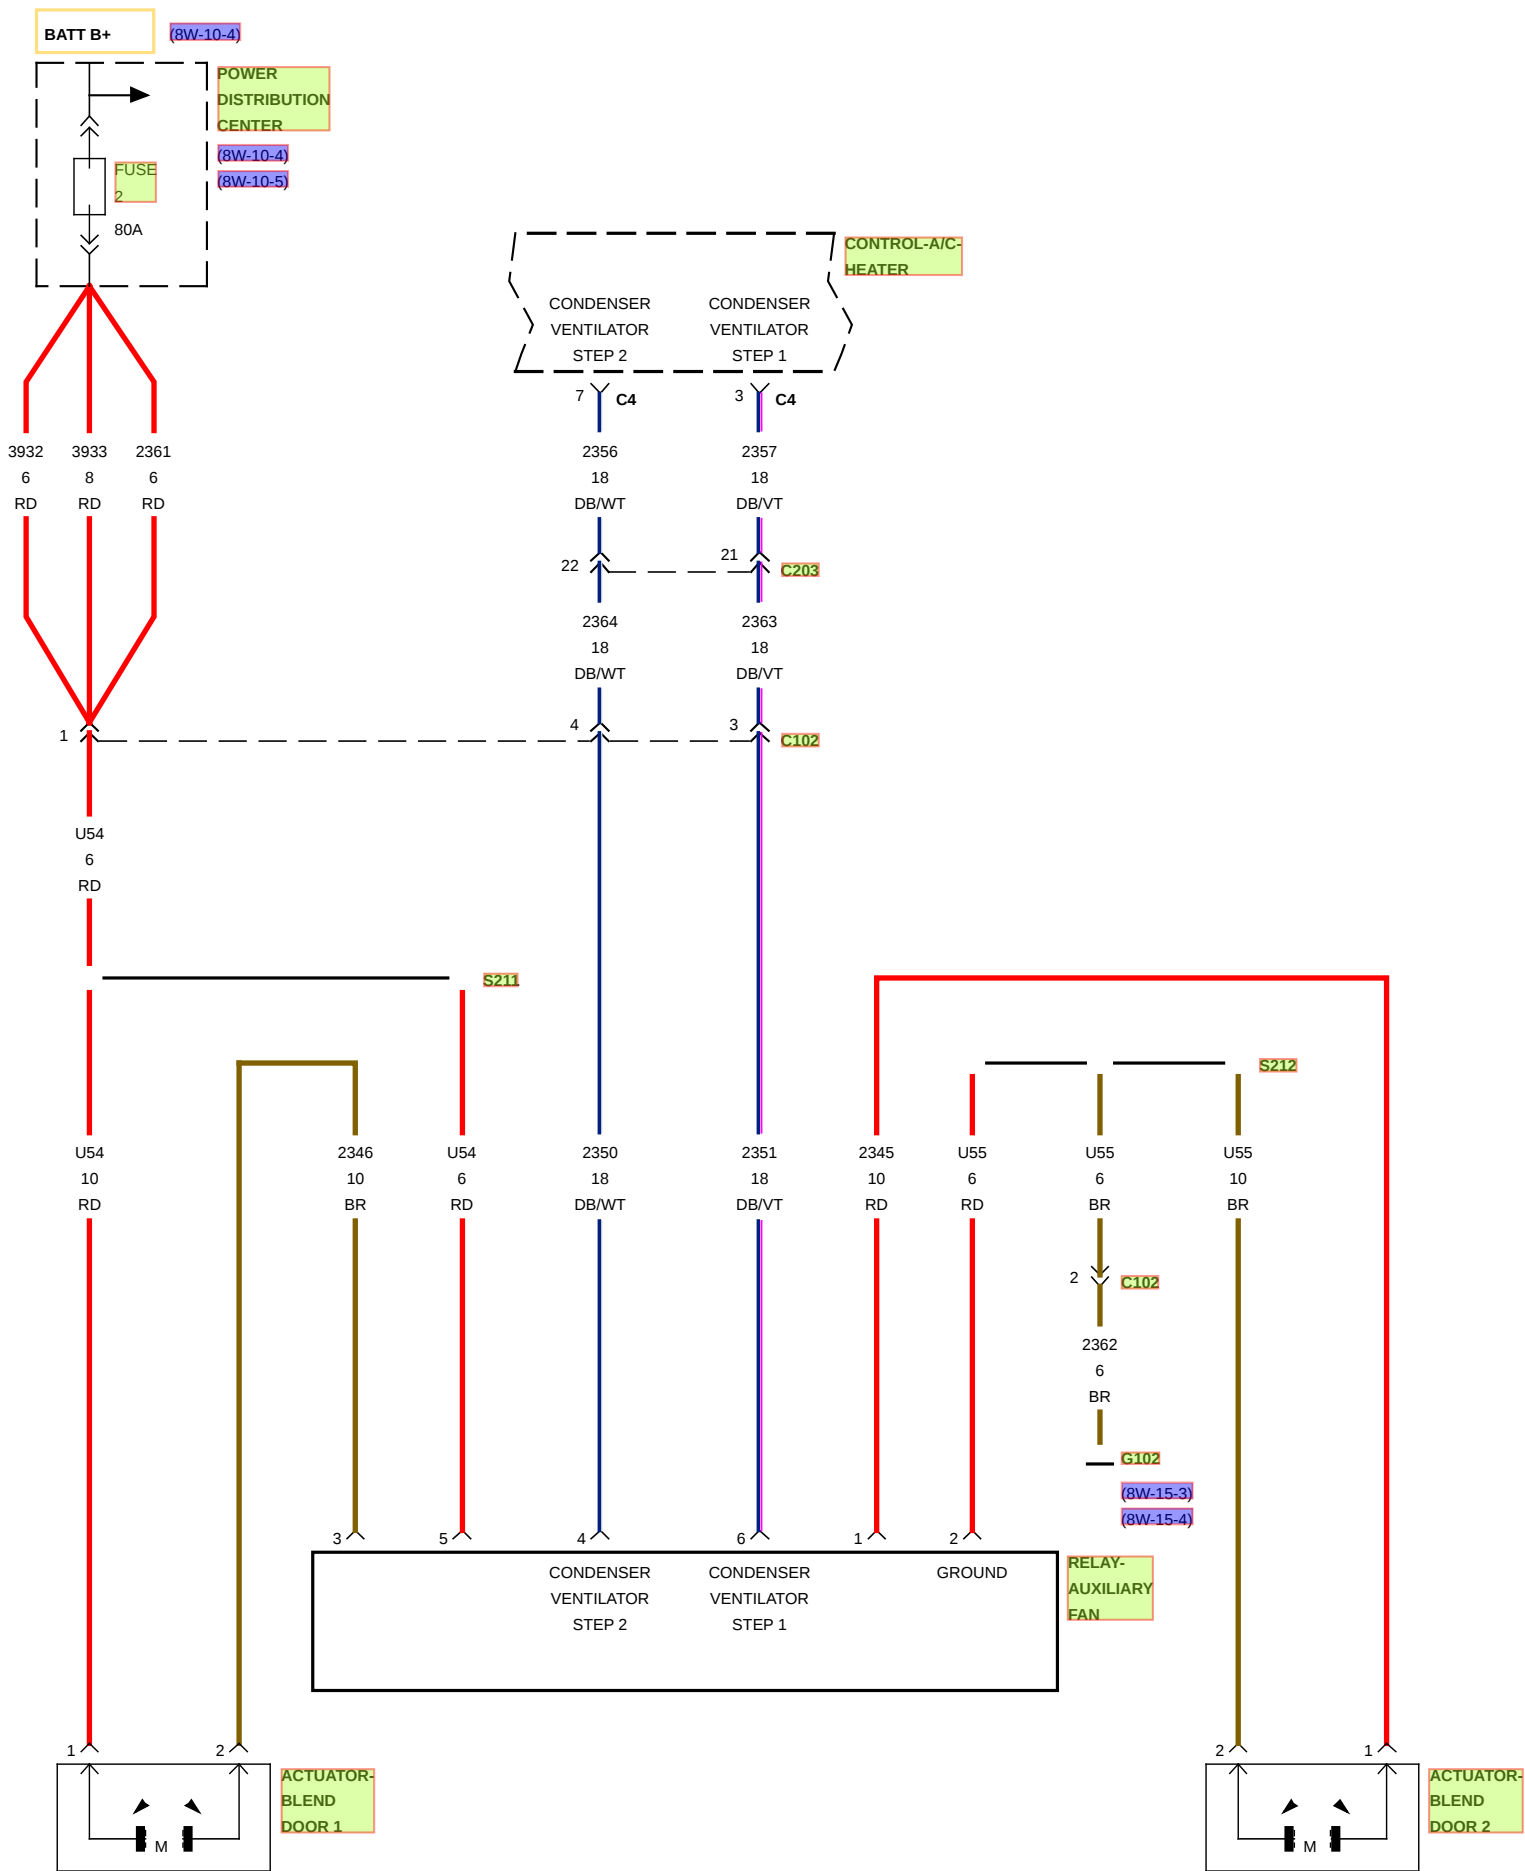 BATT B+
(8W-10-4)
POWER
DISTRIBUTION
CENTER
(8W-10-4)
(8W-10-5)
FUSE
2
80A
CONTROL-A/C-
HEATER
CONDENSER
VENTILATOR
STEP 2
CONDENSER
VENTILATOR
STEP 1
7
C4
3
C4
3932
6
RD
3933
8
RD
2361
6
RD
2356
18
DB/WT
2357
18
DB/VT
22
21
C203
2364
18
DB/WT
2363
18
DB/VT
1
4
3
C102
U54
6
RD
S211
S212
U54
10
RD
2346
10
BR
U54
6
RD
2350
18
DB/WT
2351
18
DB/VT
2345
10
RD
U55
6
RD
U55
6
BR
U55
10
BR
2
C102
2362
6
BR
G102
(8W-15-3)
(8W-15-4)
3
5
4
6
1
2
CONDENSER
VENTILATOR
STEP 2
CONDENSER
VENTILATOR
STEP 1
GROUND
RELAY-
AUXILIARY
FAN
1
2
ACTUATOR-
BLEND
DOOR 1
M
2
1
ACTUATOR-
BLEND
DOOR 2
M